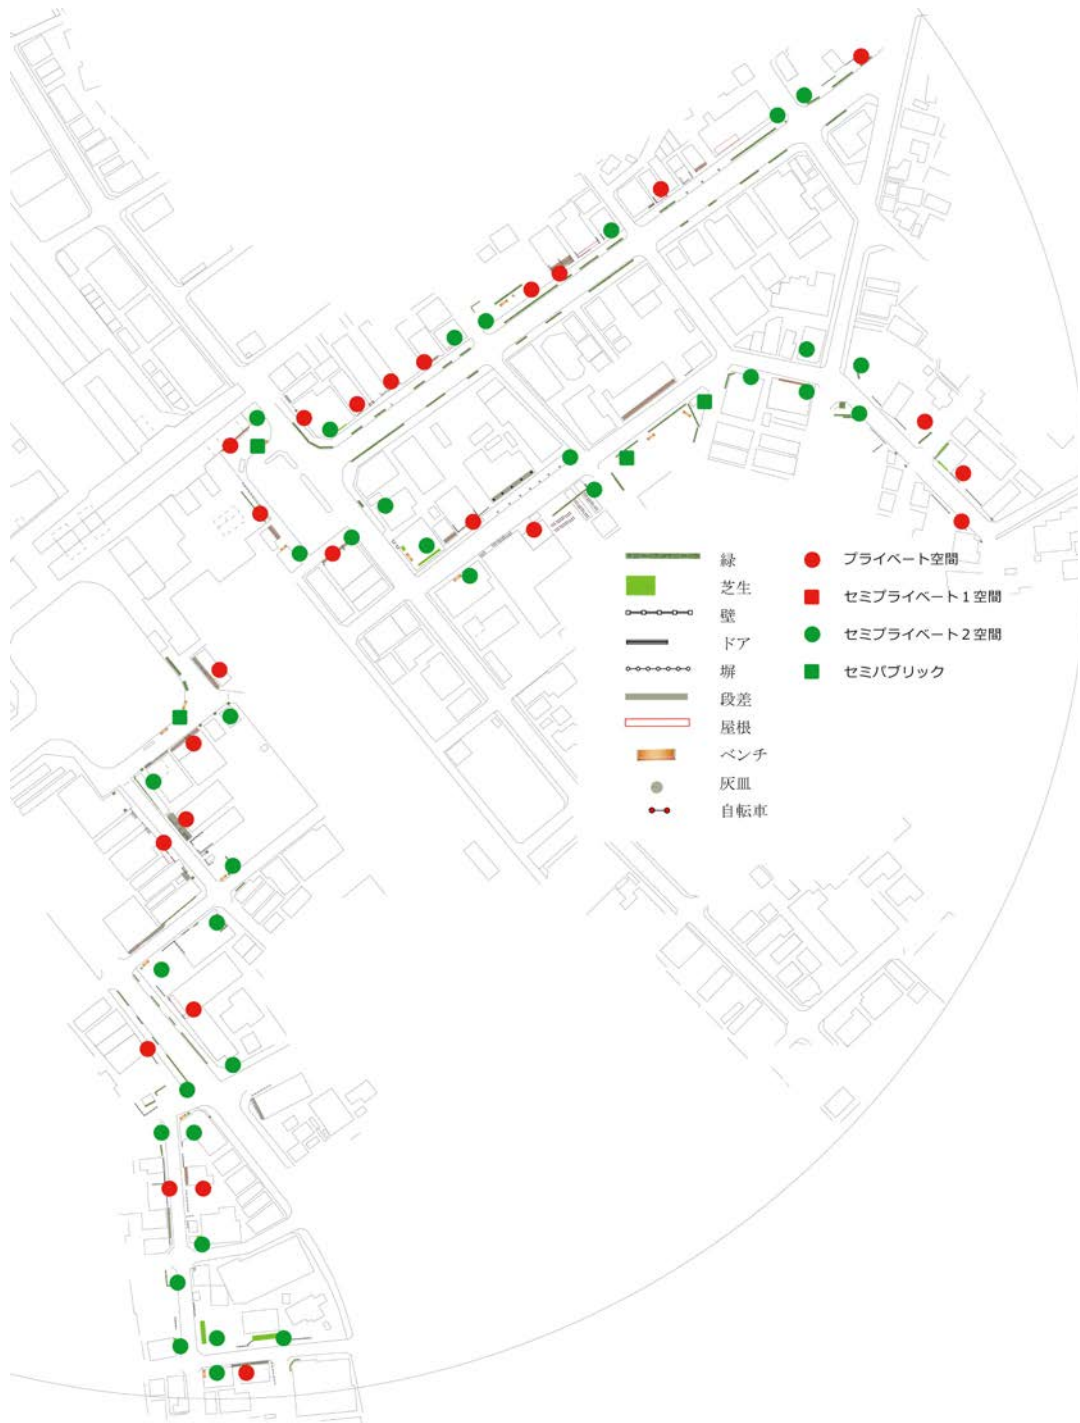 緑
芝生
壁
ドア
塀
段差
屋根
ベンチ
灰皿
自転車
プライベート空間
セミプライベート1空間
セミプライベート2空間
セミパブリック